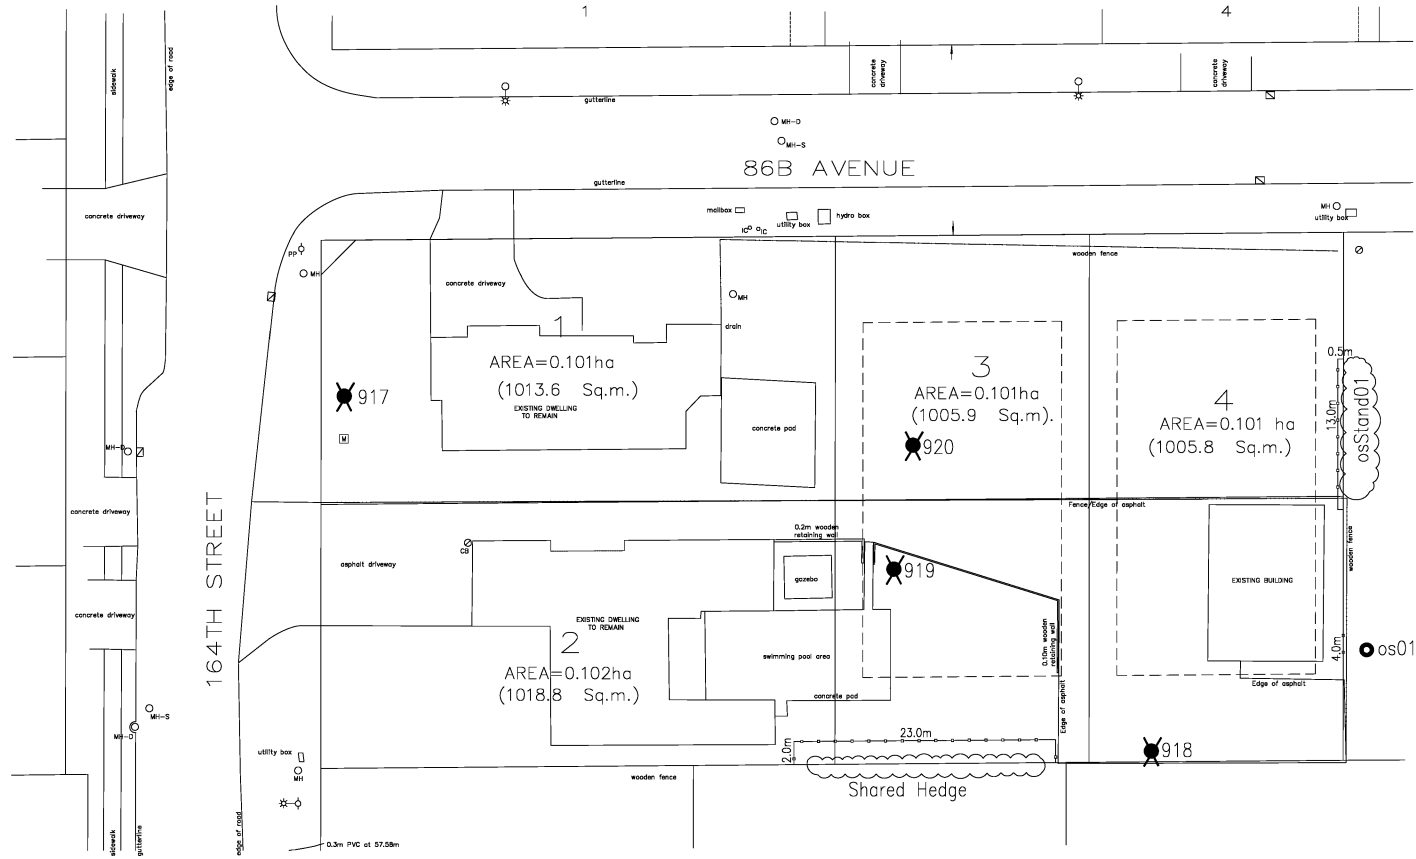 1
4
sidewalk
edge of road
concrete
driveway
concrete
driveway
gutterline
MH-D
MH-S
86B AVENUE
gutterline
concrete driveway
mailbox
utility box
hydro box
IC
IC
MH
utility box
PP
MH
wooden fence
concrete driveway
MH
drain
1
AREA=0.101ha
(1013.6 Sq.m.)
EXISTING DWELLING
TO REMAIN
917
M
concrete pad
3
AREA=0.101ha
(1005.9 Sq.m).
920
4
AREA=0.101 ha
(1005.8 Sq.m.)
0.5m
13.0m
osStand01
MH-D
concrete driveway
164TH STREET
Fence/Edge of asphalt
0.2m wooden
retaining wall
CB
asphalt driveway
gazebo
919
EXISTING BUILDING
wooden fence
concrete driveway
EXISTING DWELLING
TO REMAIN
2
AREA=0.102ha
(1018.8 Sq.m.)
swimming pool area
0.10m wooden
retaining wall
4.0m
os01
concrete pad
Edge of asphalt
Edge of asphalt
MH-S
MH-D
utility box
MH
23.0m
2.0m
918
wooden fence
Shared Hedge
sidewalk
gutterline
edge of road
0.3m PVC at 57.58m